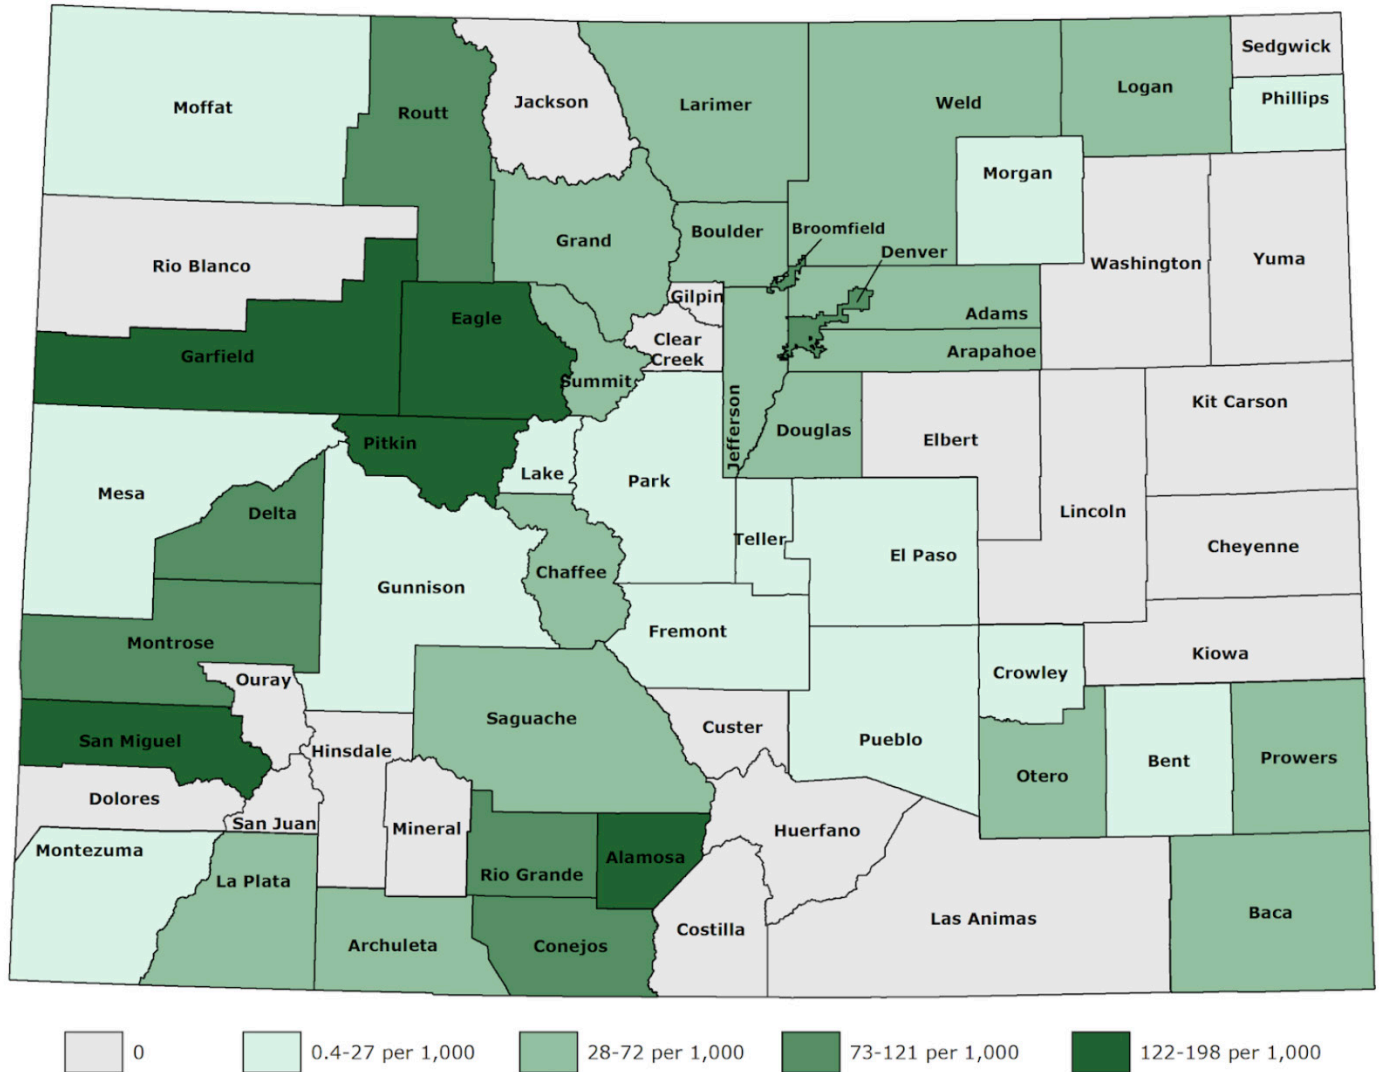 Sedgwick
Moffat
Routt
Jackson
Larimer
Weld
Logan
Phillips
Morgan
Rio Blanco
Grand
Boulder
Broomfield
Denver
Washington
Yuma
Gilpin
Eagle
Adams
Clear
Creek
Garfield
Arapahoe
Summit
Kit Carson
Pitkin
Jefferson
Douglas
Elbert
Lake
Park
Mesa
Delta
Lincoln
Teller
El Paso
Cheyenne
Gunnison
Chaffee
Montrose
Fremont
Kiowa
Ouray
Crowley
Saguache
Custer
San Miguel
Hinsdale
Pueblo
Otero
Bent
Prowers
Dolores
San Juan
Mineral
Huerfano
Montezuma
Alamosa
La Plata
Rio Grande
Archuleta
Conejos
Costilla
Las Animas
Baca
0
0.4-27 per 1,000
28-72 per 1,000
73-121 per 1,000
122-198 per 1,000